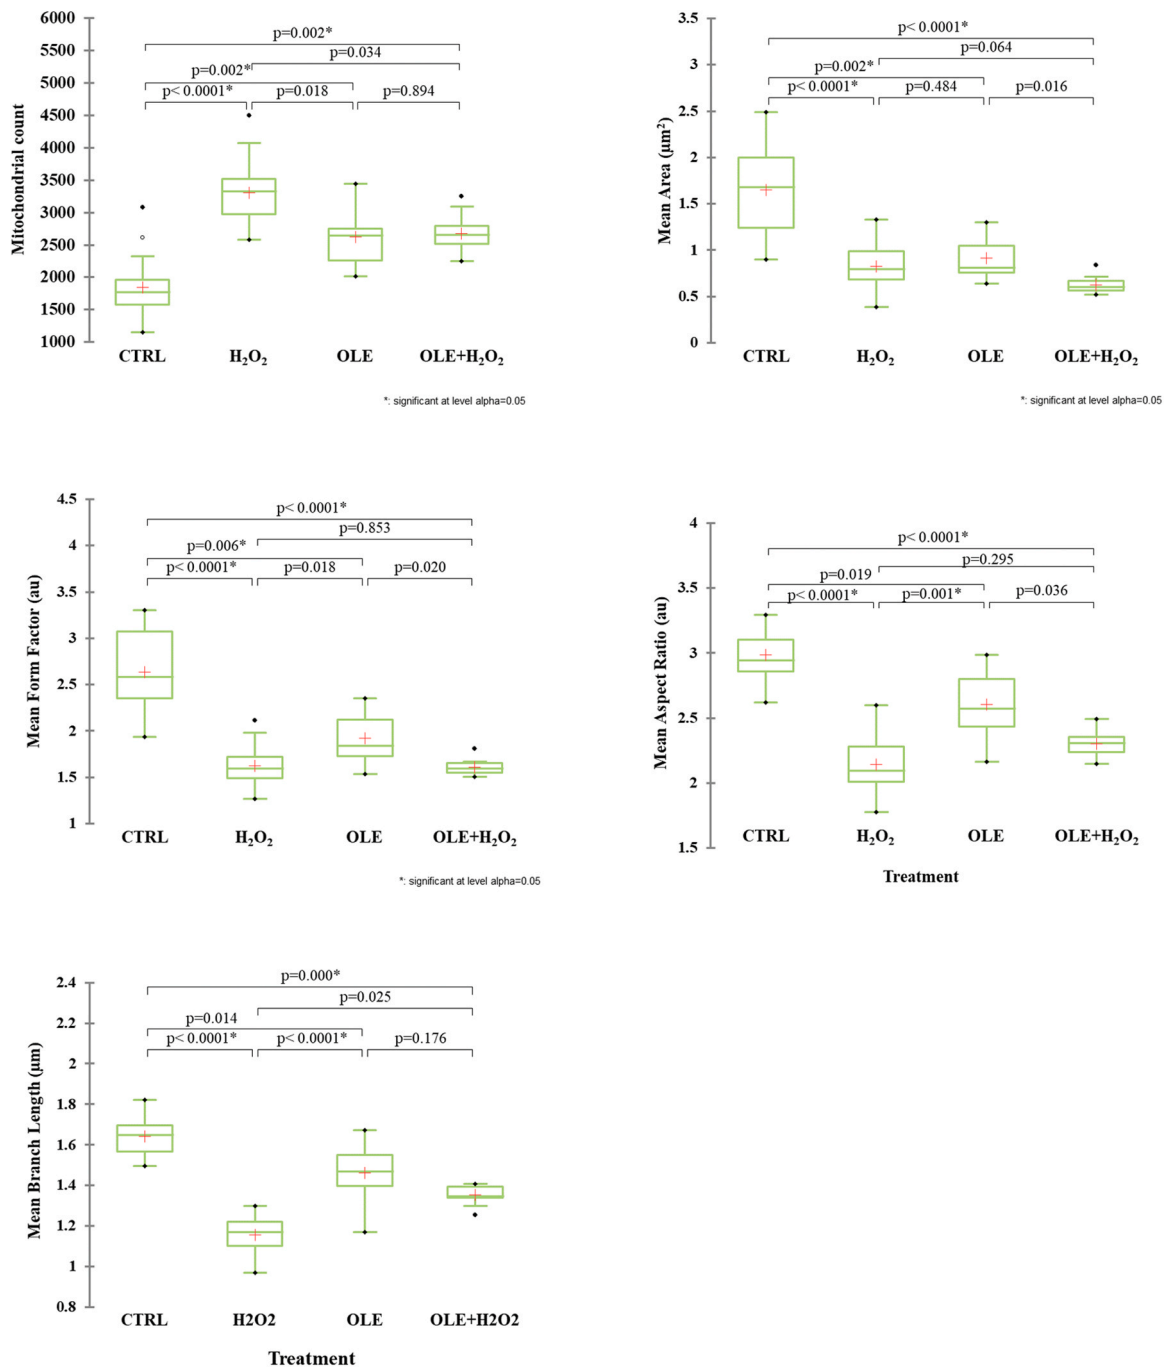 6000
5500
5000
4500
4000
3500
3000
2500
2000
1500
1000
Mitochondrial count
p=0.002*
p=0.034
p=0.002*
p< 0.0001*
p=0.018
p=0.894
CTRL
H₂O₂
OLE
OLE+H₂O₂
*: significant at level alpha=0.05
3.5
3
2.5
2
1.5
1
0.5
0
Mean Area (µm²)
p< 0.0001*
p=0.064
p=0.002*
p< 0.0001*
p=0.484
p=0.016
CTRL
H₂O₂
OLE
OLE+H₂O₂
*: significant at level alpha=0.05
4.5
4
3.5
3
2.5
2
1.5
1
Mean Form Factor (au)
p< 0.0001*
p=0.853
p=0.006*
p< 0.0001*
p=0.018
p=0.020
CTRL
H₂O₂
OLE
OLE+H₂O₂
*: significant at level alpha=0.05
4
3.5
3
2.5
2
1.5
Mean Aspect Ratio (au)
p< 0.0001*
p=0.295
p=0.019
p< 0.0001*
p=0.001*
p=0.036
CTRL
H₂O₂
OLE
OLE+H₂O₂
Treatment
2.4
2.2
2
1.8
1.6
1.4
1.2
1
0.8
Mean Branch Length (µm)
p=0.000*
p=0.025
p=0.014
p< 0.0001*
p< 0.0001*
p=0.176
CTRL
H2O2
OLE
OLE+H2O2
Treatment